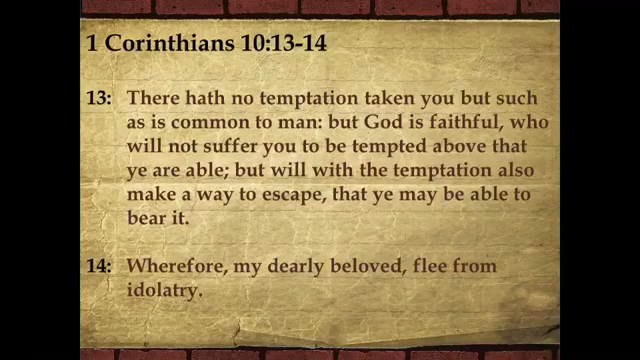 1 Corinthians 10:13-14
13: There hath no temptation taken you but such
as is common to man: but God is faithful, who
will not suffer you to be tempted above that
ye are able; but will with the temptation also
make a way to escape, that ye may be able to
bear it.
14: Wherefore, my dearly beloved, flee from
idolatry.